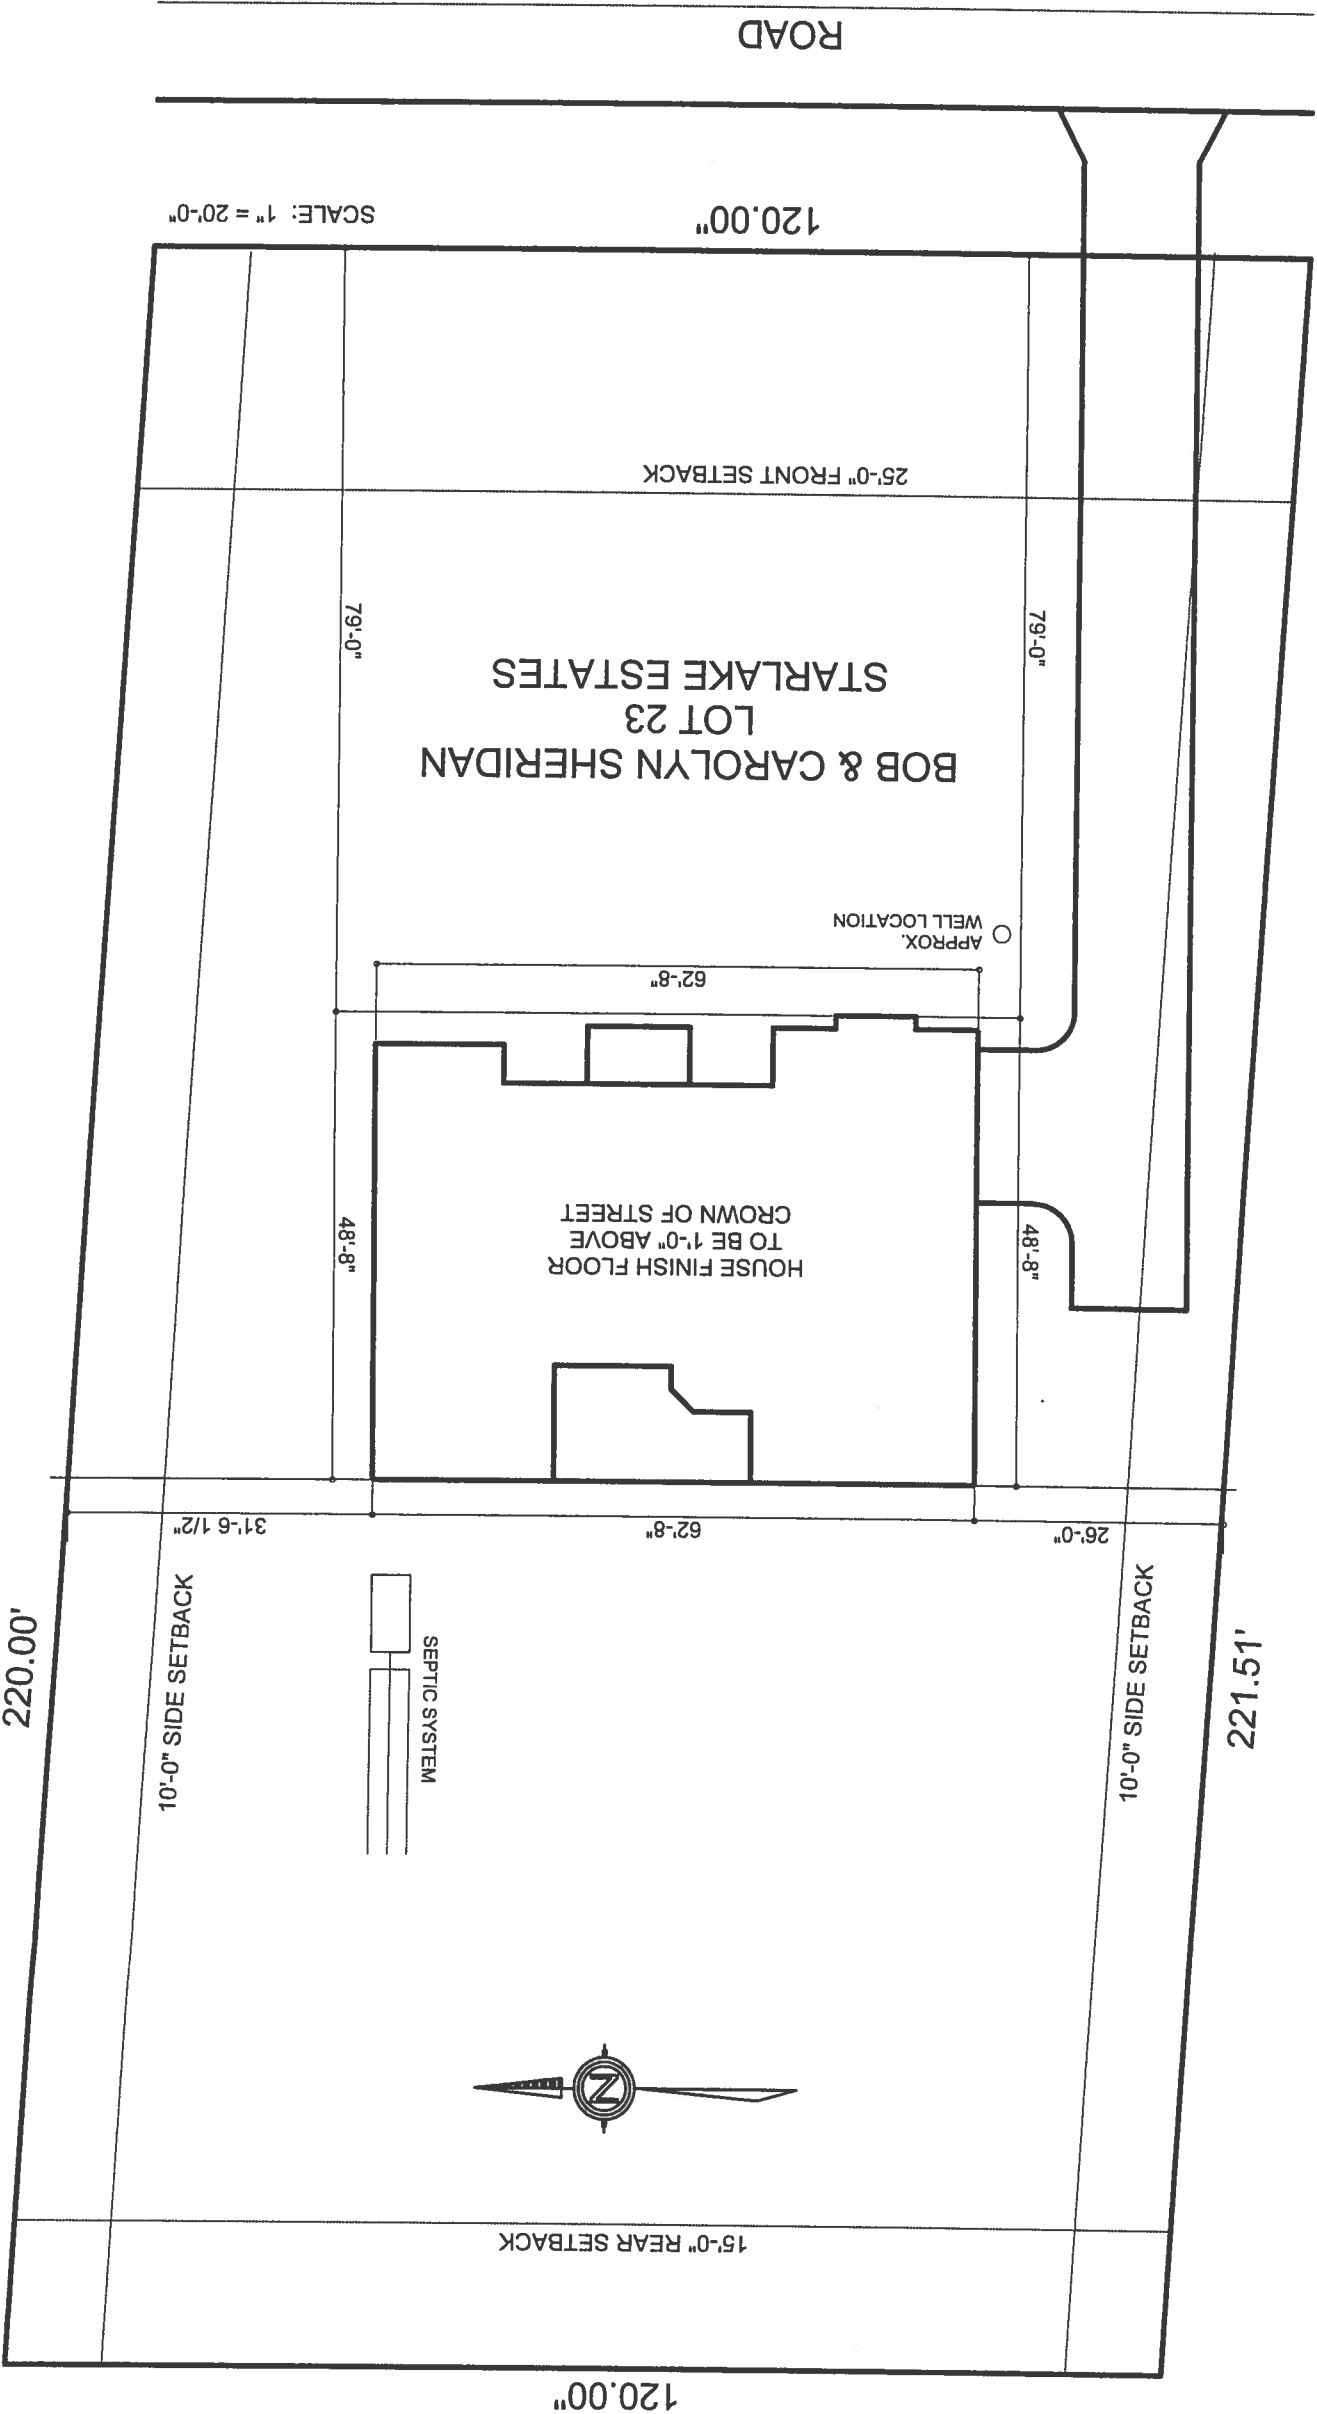 120.00"
15'-0" REAR SETBACK
N
221.51'
220.00'
10'-0" SIDE SETBACK
10'-0" SIDE SETBACK
SEPTIC SYSTEM
26'-0"
62'-8"
31'-6 1/2"
48'-8"
48'-8"
HOUSE FINISH FLOOR
TO BE 1'-0" ABOVE
CROWN OF STREET
62'-8"
APPROX.
WELL LOCATION
BOB & CAROLYN SHERIDAN
LOT 23
STARLAKE ESTATES
79'-0"
79'-0"
25'-0" FRONT SETBACK
120.00"
SCALE: 1" = 20'-0"
ROAD